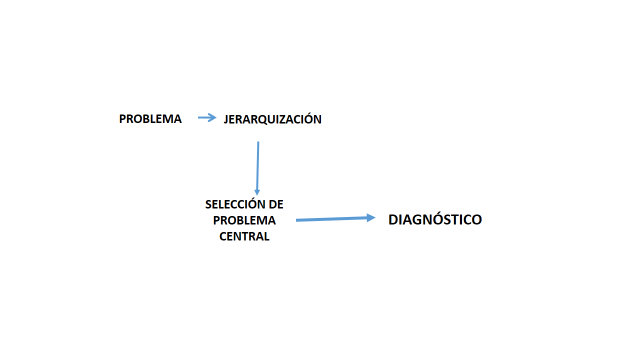 PROBLEMA
JERARQUIZACIÓN
SELECCIÓN DE
PROBLEMA
CENTRAL
DIAGNÓSTICO